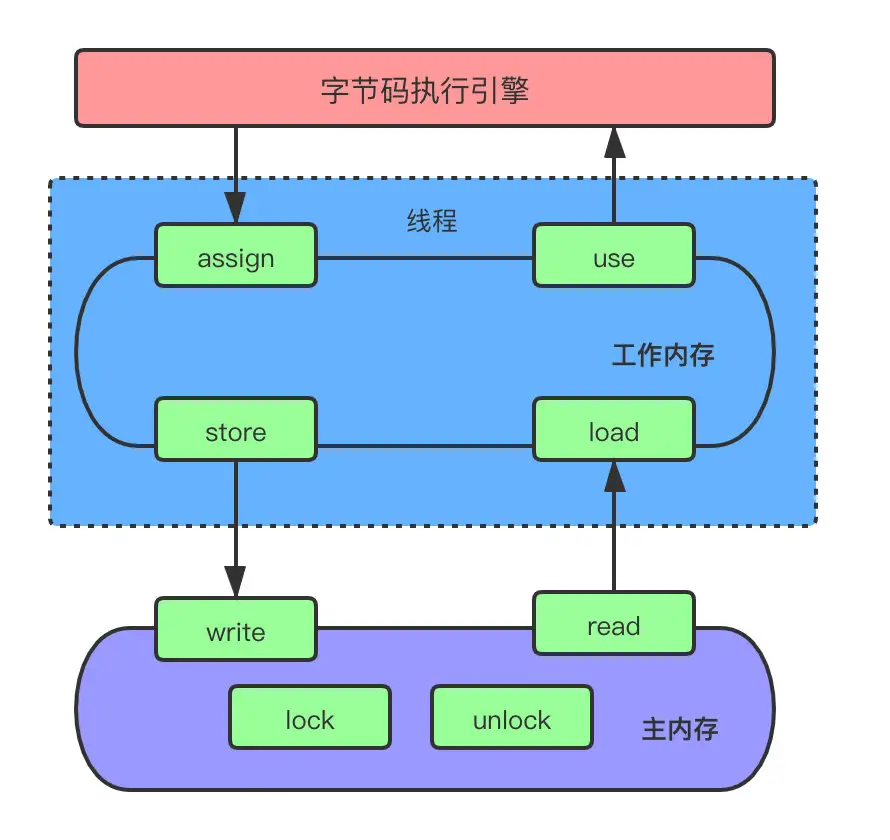 字节码执行引擎
线程
assign
use
工作内存
store
load
write
read
lock
unlock
主内存